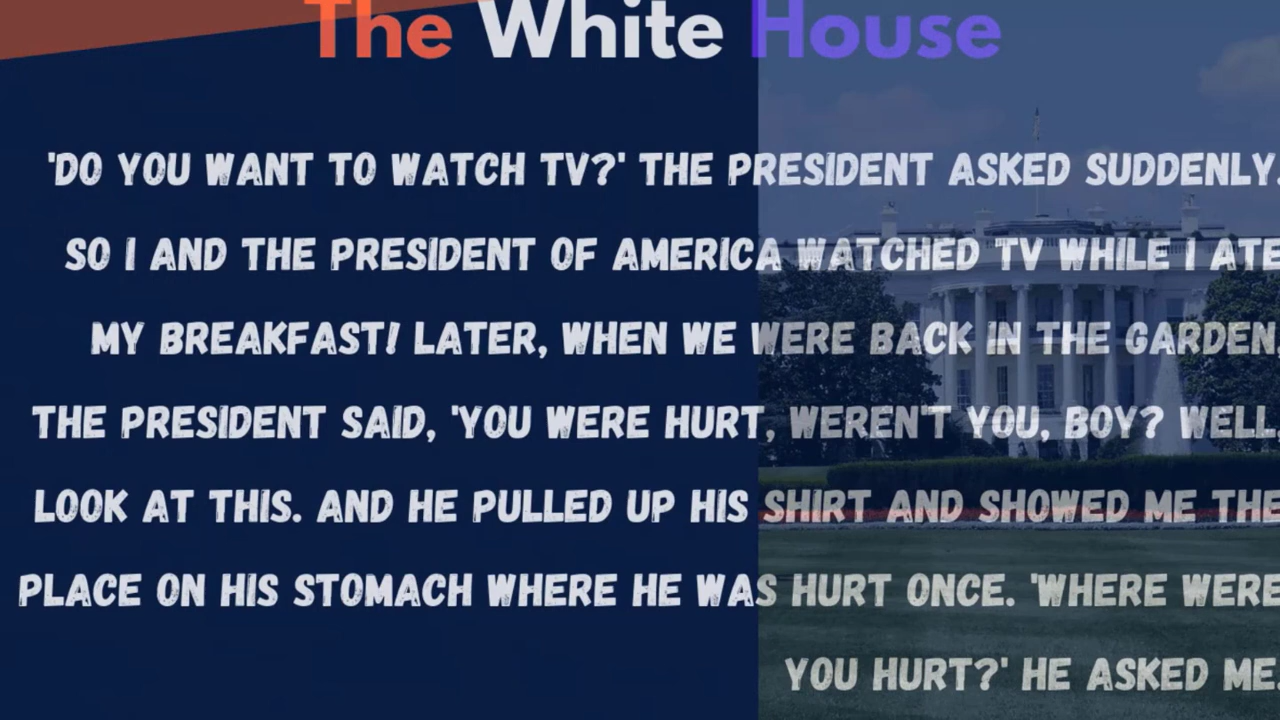 The White House
'DO YOU WANT TO WATCH TV?' THE PRESIDENT ASKED SUDDENLY.
SO I AND THE PRESIDENT OF AMERICA WATCHED TV WHILE I ATE
MY BREAKFAST! LATER, WHEN WE WERE BACK IN THE GARDEN,
THE PRESIDENT SAID, 'YOU WERE HURT, WEREN'T YOU, BOY? WELL,
LOOK AT THIS. AND HE PULLED UP HIS SHIRT AND SHOWED ME THE
PLACE ON HIS STOMACH WHERE HE WAS HURT ONCE. 'WHERE WERE
YOU HURT?' HE ASKED ME.